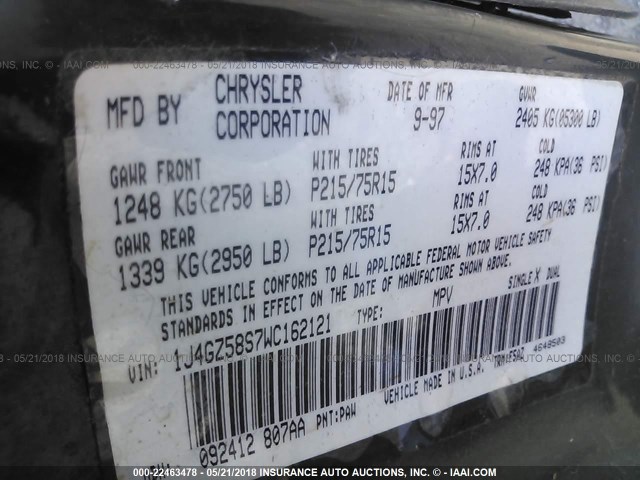 000-22463478 - 05/21/2018 INSURANCE AUTO AUCTIONS, INC. - © IAAI.COM
MFD BY CHRYSLER CORPORATION DATE OF MFR 9-97 GVWR 2405 KG(05300 LB)
GAWR FRONT WITH TIRES RIMS AT COLD
1248 KG(2750 LB) P215/75R15 15X7.0 248 KPA(36 PSI)
GAWR REAR WITH TIRES RIMS AT COLD
1339 KG(2950 LB) P215/75R15 15X7.0 248 KPA(36 PSI)
THIS VEHICLE CONFORMS TO ALL APPLICABLE FEDERAL MOTOR VEHICLE SAFETY
STANDARDS IN EFFECT ON THE DATE OF MANUFACTURE SHOWN ABOVE.
VIN: 1J4GZ58S7WC162121 TYPE: MPV SINGLE X DUAL
092412 807AA PNT:PAW VEHICLE MADE IN U.S.A. 4648503
000-22463478 - 05/21/2018 INSURANCE AUTO AUCTIONS, INC. - © IAAI.COM